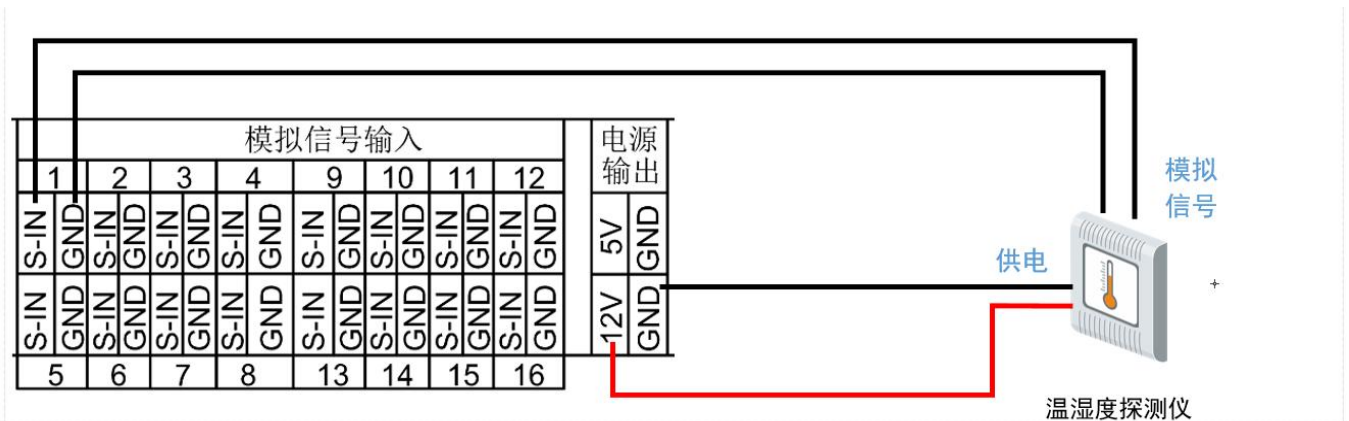 模拟信号输入
电源
输出
1 2 3 4 9 10 11 12
S-IN GND S-IN GND S-IN GND S-IN GND S-IN GND S-IN GND S-IN GND S-IN GND 5V GND
S-IN GND S-IN GND S-IN GND S-IN GND S-IN GND S-IN GND S-IN GND S-IN GND 12V GND
5 6 7 8 13 14 15 16
模拟
信号
供电
温湿度探测仪